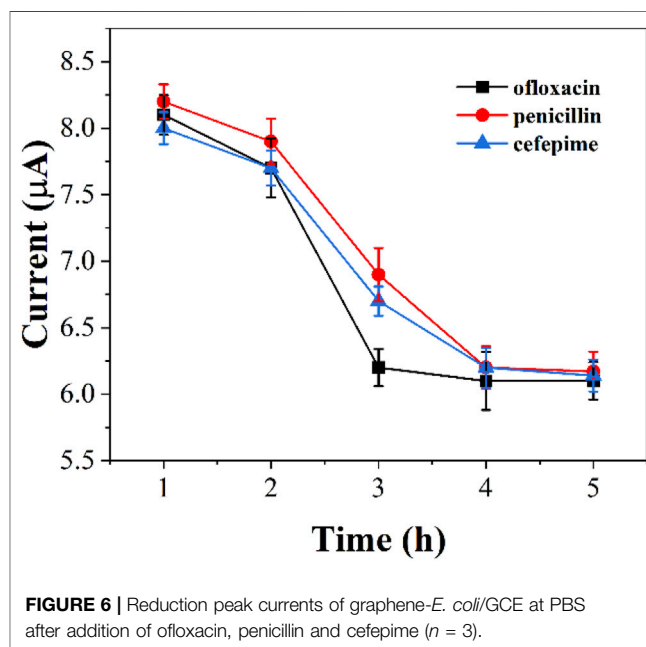 8.5
8.0
7.5
7.0
6.5
6.0
5.5
Current (μA)
ofloxacin
penicillin
cefepime
1 2 3 4 5
Time (h)
FIGURE 6 | Reduction peak currents of graphene-E. coli/GCE at PBS
after addition of ofloxacin, penicillin and cefepime (n = 3).